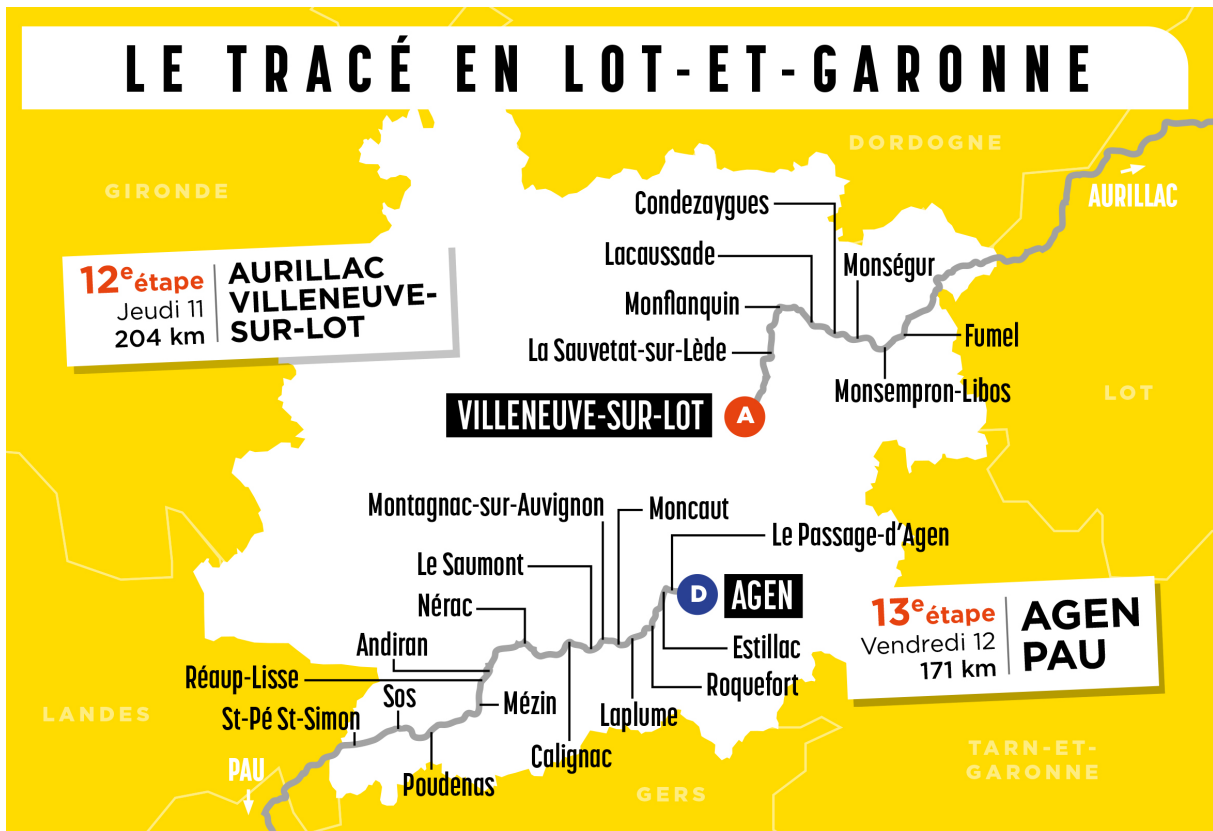 LE TRACÉ EN LOT-ET-GARONNE
DORDOGNE
GIRONDE
AURILLAC
Condezaygues
Lacaussade
Monségur
12e étape
Jeudi 11
204 km
AURILLAC
VILLENEUVE-
SUR-LOT
Monflanquin
Fumel
La Sauvetat-sur-Lède
Monsempron-Libos
LOT
VILLENEUVE-SUR-LOT
A
Montagnac-sur-Auvignon
Moncaut
Le Passage-d'Agen
Le Saumont
D
AGEN
Nérac
13e étape
Vendredi 12
171 km
AGEN
PAU
Andiran
Estillac
Réaup-Lisse
Roquefort
Sos
Mézin
LANDES
St-Pé St-Simon
Laplume
Calignac
TARN-ET-
GARONNE
PAU
Poudenas
GERS